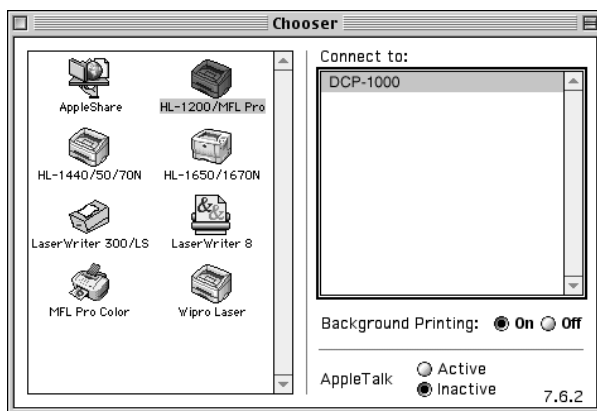 Chooser
AppleShare
HL-1200/MFL Pro
HL-1440/50/70N
HL-1650/1670N
LaserWriter 300/LS
LaserWriter 8
MFL Pro Color
Wipro Laser
Connect to:
DCP-1000
Background Printing: On Off
AppleTalk
Active
Inactive
7.6.2